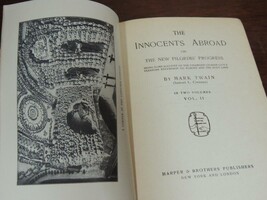 THE
INNOCENTS ABROAD
OR
THE NEW PILGRIMS' PROGRESS
BY MARK TWAIN
IN TWO VOLUMES
VOL. II
HARPER & BROTHERS PUBLISHERS
NEW YORK AND LONDON